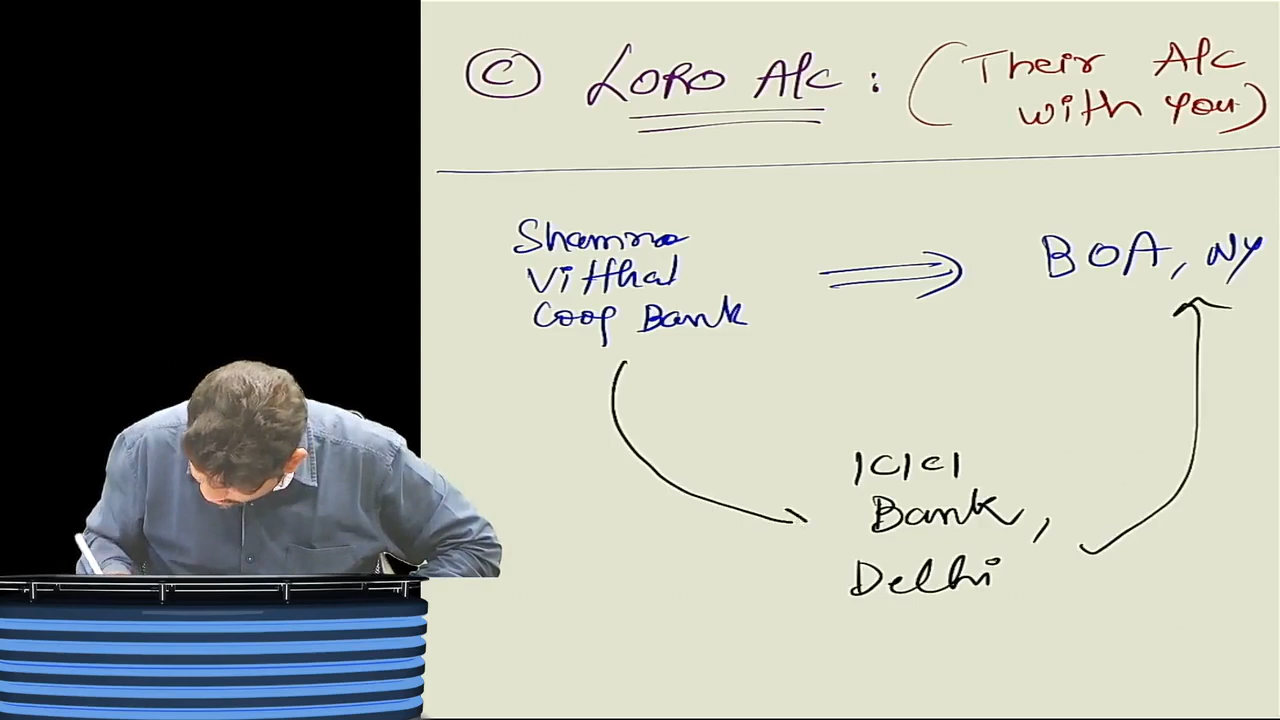 C LORO A/c : (Their A/c
with you)
Shamrao
Vitthal
Coop Bank
BOA, NY
ICICI
Bank,
Delhi